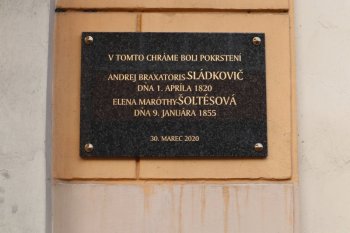 V TOMTO CHRÁME BOLI POKRSTENÍ
ANDREJ BRAXATORIS-SLÁDKOVIČ
DŇA 1. APRÍLA 1820
ELENA MARÓTHY-ŠOLTÉSOVÁ
DŇA 9. JANUÁRA 1855
30. MAREC 2020